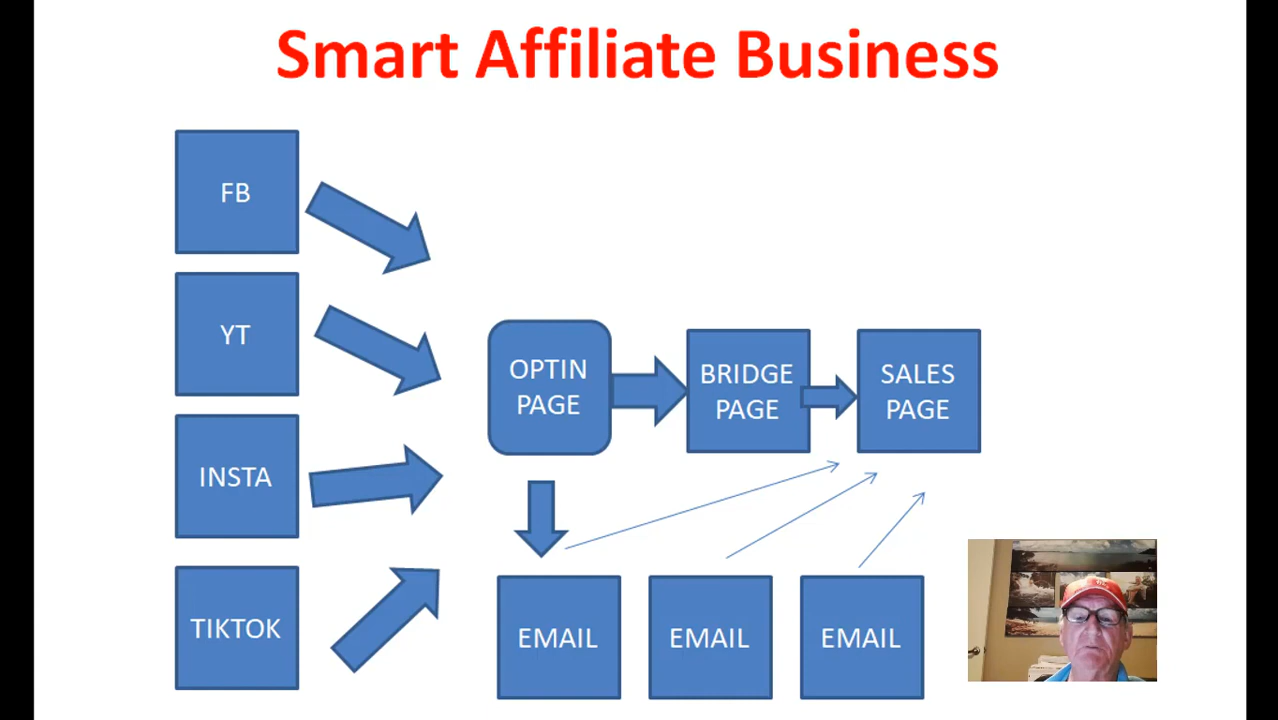 Smart Affiliate Business
FB
YT
INSTA
TIKTOK
OPTIN
PAGE
BRIDGE
PAGE
SALES
PAGE
EMAIL
EMAIL
EMAIL